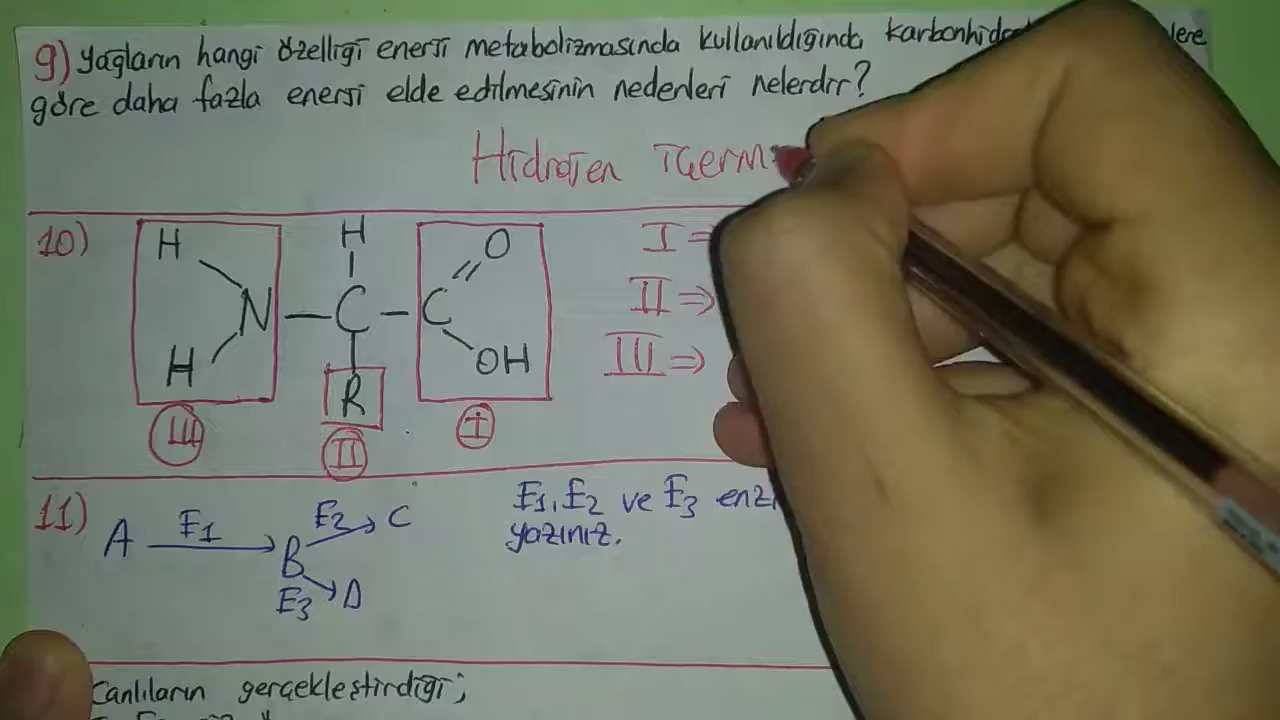 9) Yağların hangi özelliği enerji metabolizmasında kullanıldığında
göre daha fazla enerji elde edilmesinin nedenleri nelerdir?
Hidrojen
10)
H
H
O
N — C — C
H
R
OH
III
II
I
I ⇒
II ⇒
III ⇒
11)
A E1 B E2 C
E3 D
E1, E2 ve E3
yazınız.
Canlıların gerçekleştirdiği;